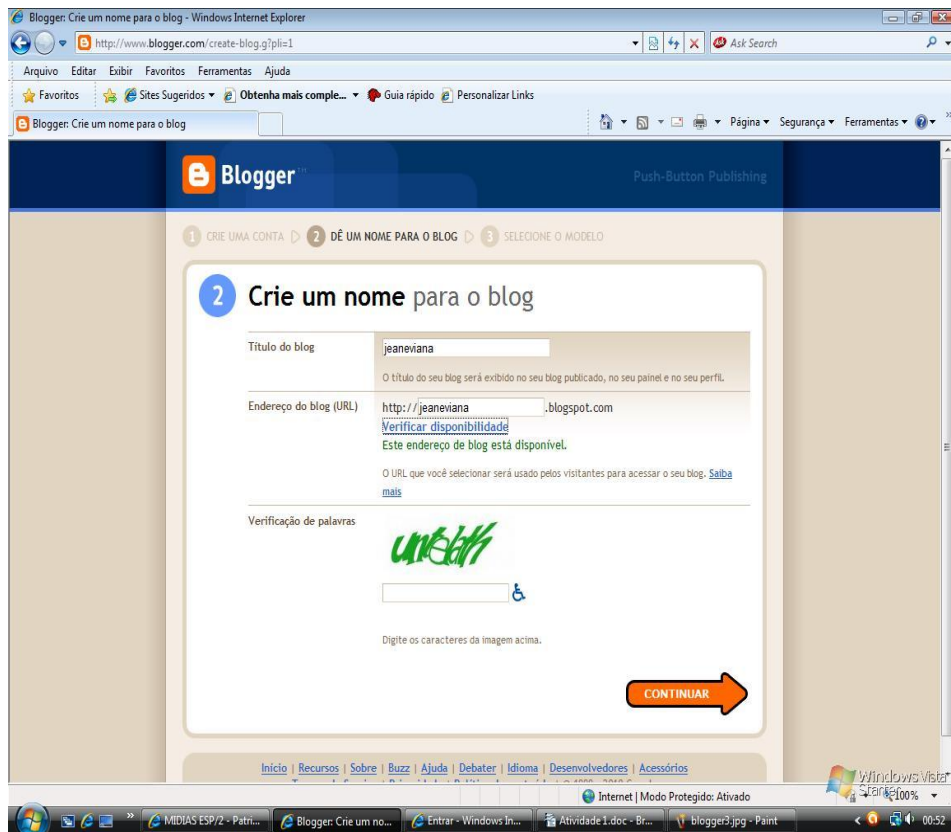 Blogger: Crie um nome para o blog - Windows Internet Explorer
http://www.blogger.com/create-blog.g?pli=1
Ask Search
Arquivo Editar Exibir Favoritos Ferramentas Ajuda
Favoritos Sites Sugeridos Obtenha mais comple... Guia rápido Personalizar Links
Blogger: Crie um nome para o blog
Página Segurança Ferramentas
Blogger
Push-Button Publishing
1 CRIE UMA CONTA 2 DÊ UM NOME PARA O BLOG 3 SELECIONE O MODELO
2 Crie um nome para o blog
Título do blog jeaneviana
O título do seu blog será exibido no seu blog publicado, no seu painel e no seu perfil.
Endereço do blog (URL) http://jeaneviana.blogspot.com
Verificar disponibilidade
Este endereço de blog está disponível.
O URL que você selecionar será usado pelos visitantes para acessar o seu blog. Saiba
mais
Verificação de palavras
Digite os caracteres da imagem acima.
CONTINUAR
Início | Recursos | Sobre | Buzz | Ajuda | Debater | Idioma | Desenvolvedores | Acessórios
Windows Vista
Starter
Internet | Modo Protegido: Ativado 100%
MIDIAS ESP/2 - Patri... Blogger: Crie um no... Entrar - Windows In... Atividade 1.doc - Br... blogger3.jpg - Paint 00:52